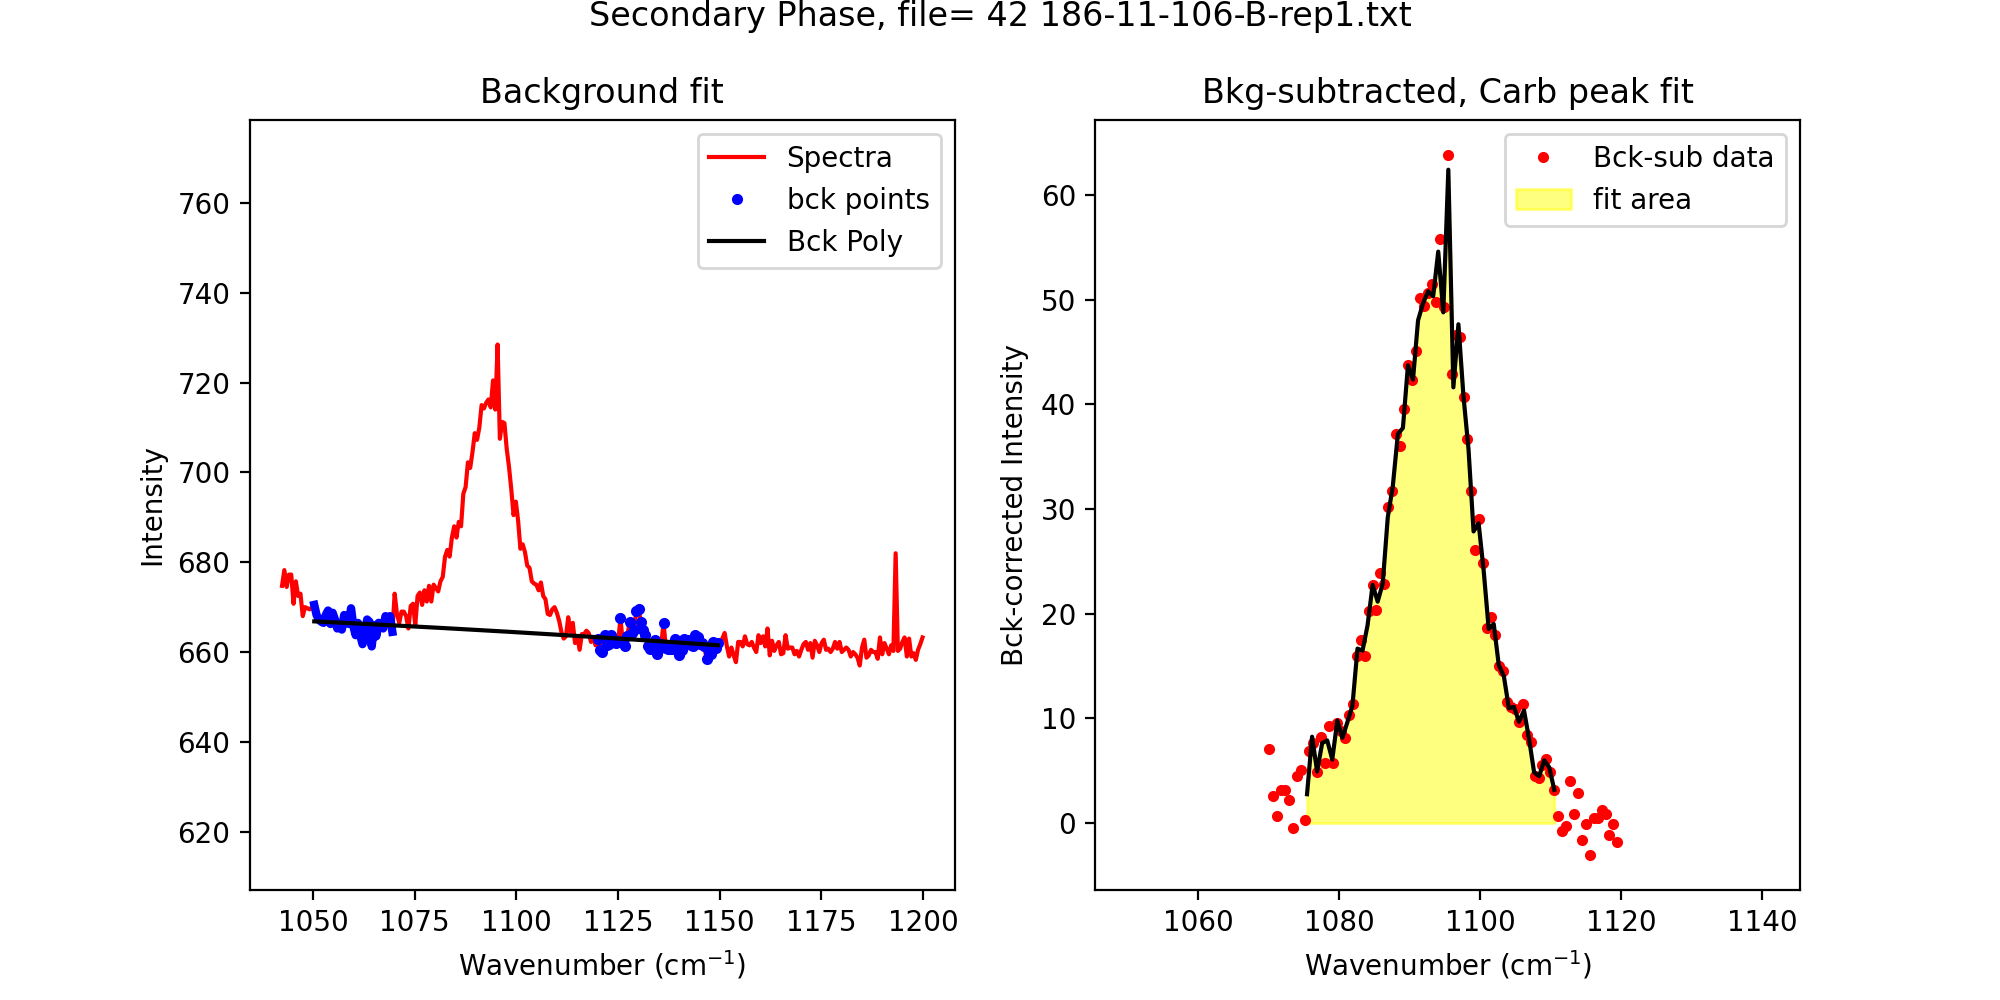 Secondary Phase, file= 42 186-11-106-B-rep1.txt
Background fit
Spectra
bck points
Bck Poly
Intensity
760
740
720
700
680
660
640
620
1050 1075 1100 1125 1150 1175 1200
Wavenumber (cm⁻¹)
Bkg-subtracted, Carb peak fit
Bck-sub data
fit area
Bck-corrected Intensity
60
50
40
30
20
10
0
1060 1080 1100 1120 1140
Wavenumber (cm⁻¹)